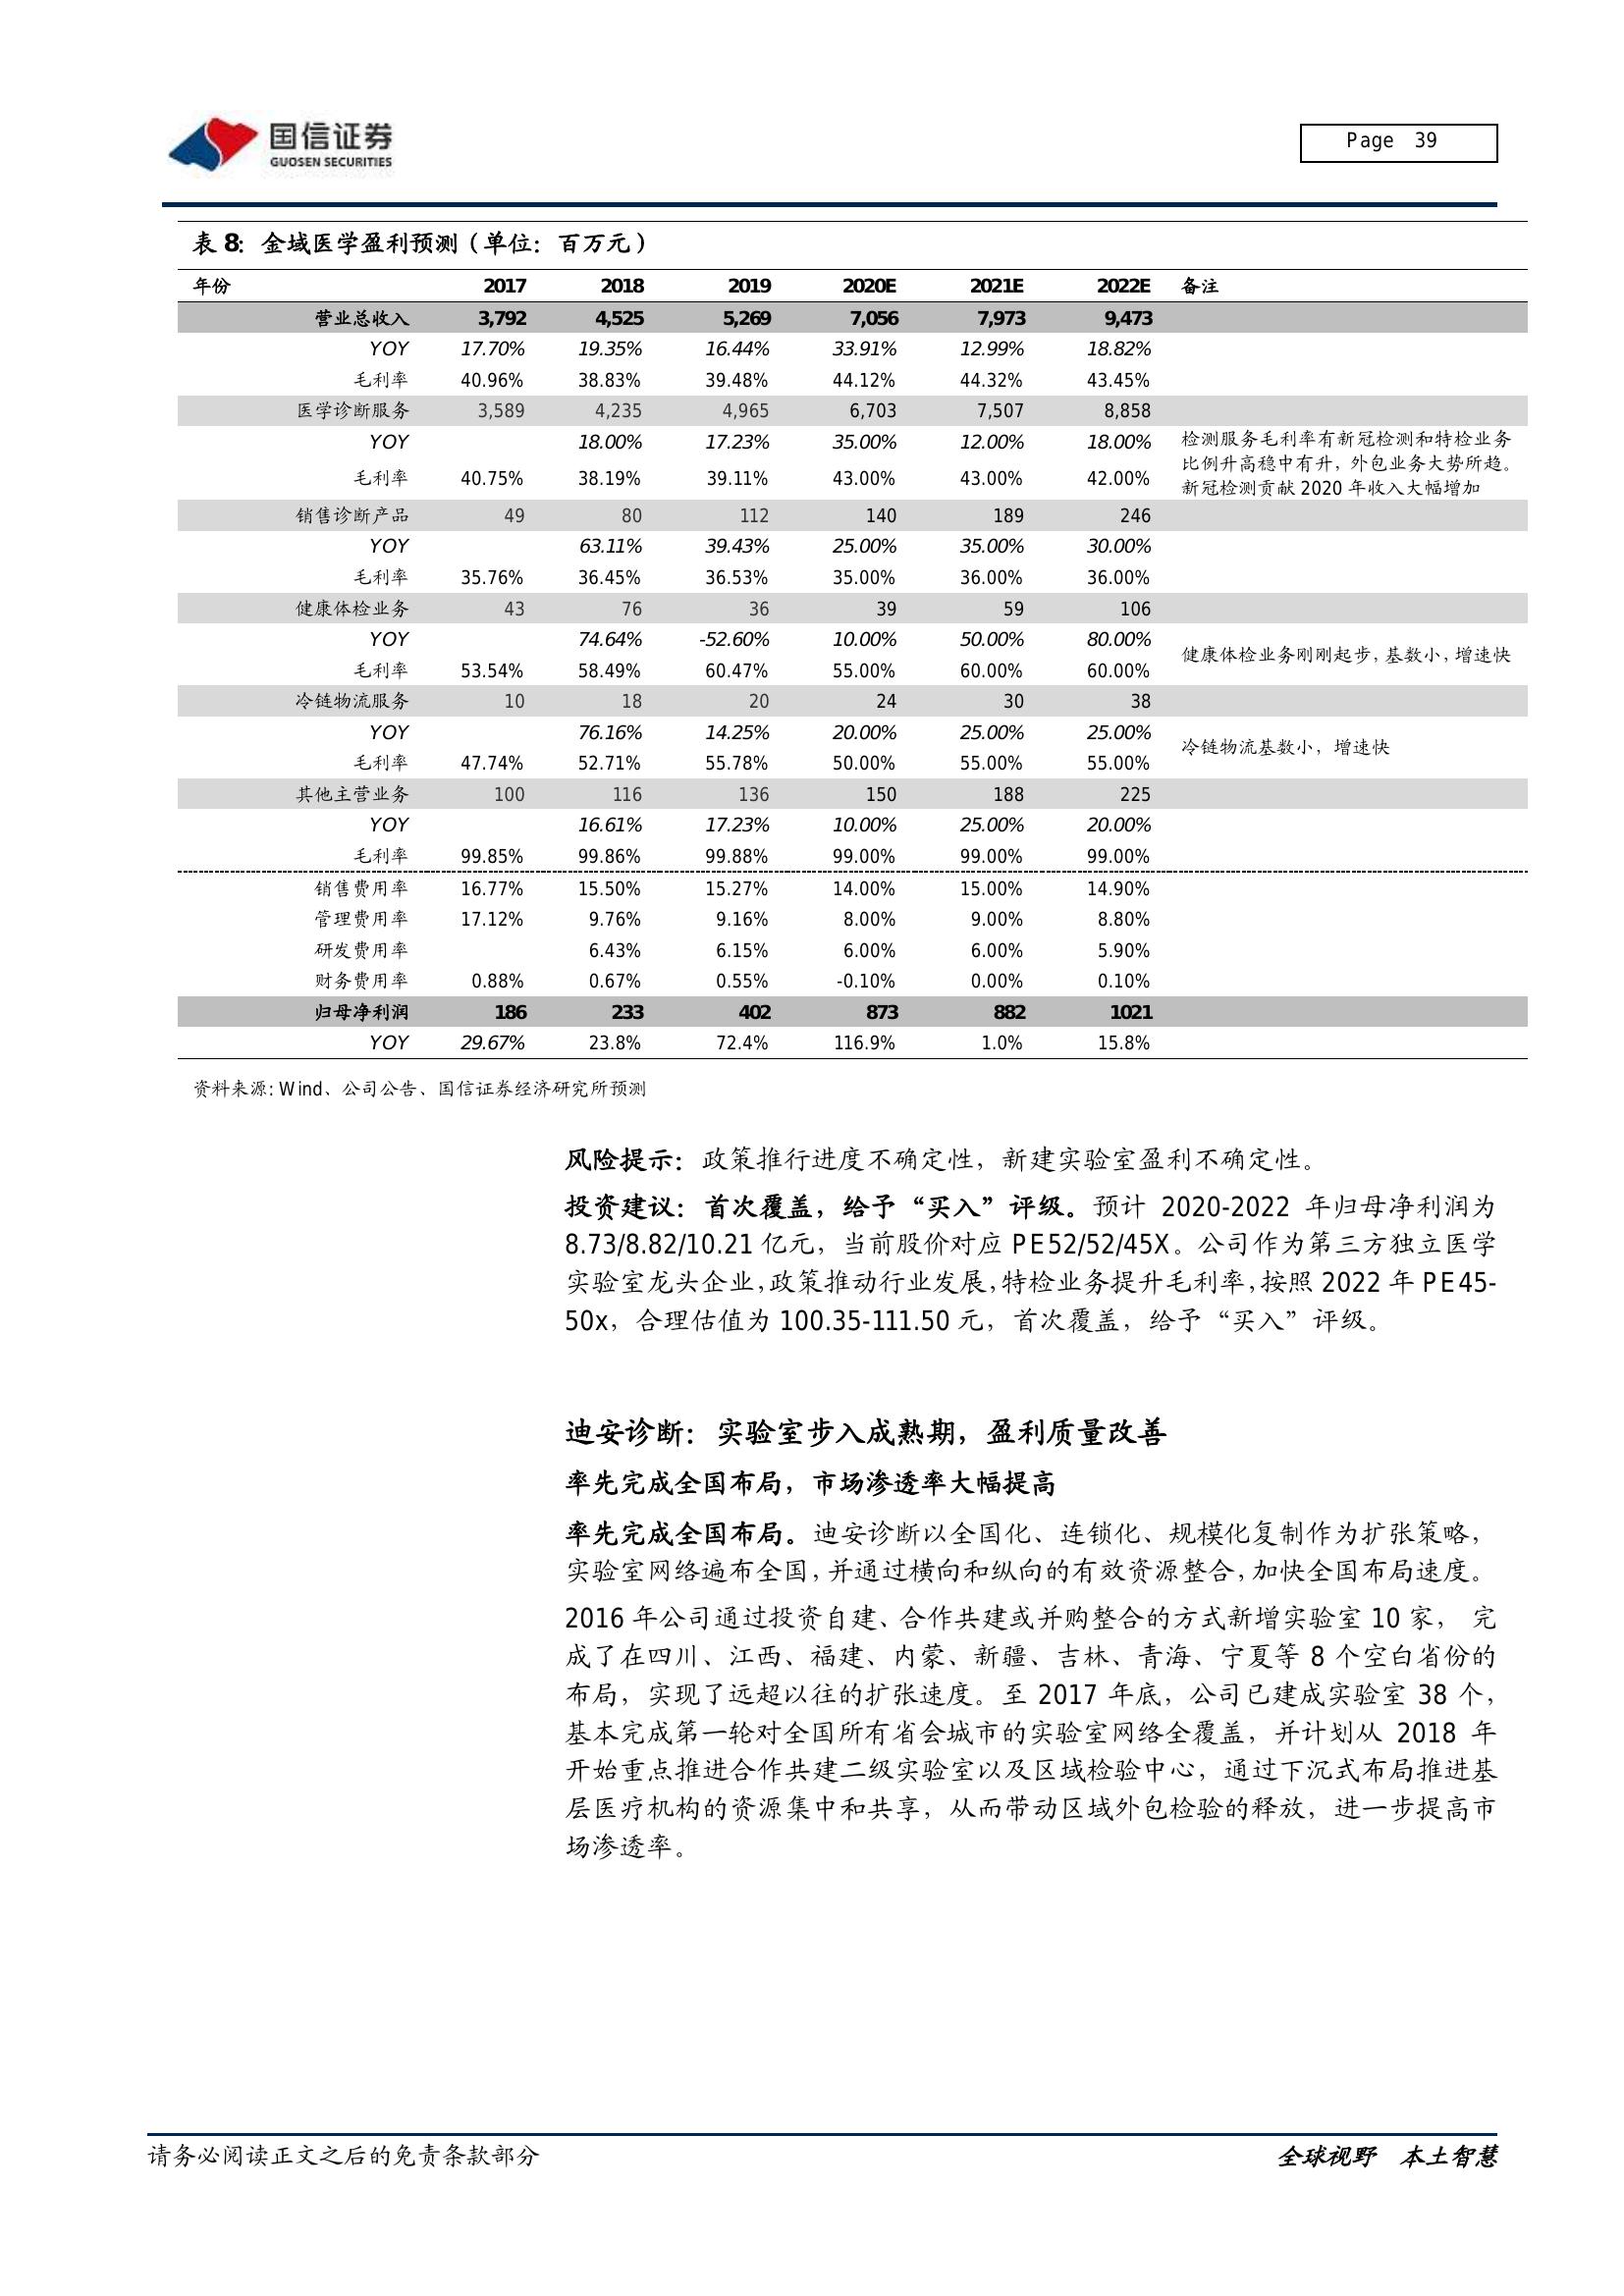 国信证券
GUOSEN SECURITIES
Page 39
表 8：金域医学盈利预测（单位：百万元）
年份 2017 2018 2019 2020E 2021E 2022E 备注
营业总收入 3,792 4,525 5,269 7,056 7,973 9,473
YOY 17.70% 19.35% 16.44% 33.91% 12.99% 18.82%
毛利率 40.96% 38.83% 39.48% 44.12% 44.32% 43.45%
医学诊断服务 3,589 4,235 4,965 6,703 7,507 8,858
YOY 18.00% 17.23% 35.00% 12.00% 18.00%
毛利率 40.75% 38.19% 39.11% 43.00% 43.00% 42.00%
检测服务毛利率有新冠检测和特检业务
比例升高稳中有升，外包业务大势所趋。
新冠检测贡献 2020 年收入大幅增加
销售诊断产品 49 80 112 140 189 246
YOY 63.11% 39.43% 25.00% 35.00% 30.00%
毛利率 35.76% 36.45% 36.53% 35.00% 36.00% 36.00%
健康体检业务 43 76 36 39 59 106
YOY 74.64% -52.60% 10.00% 50.00% 80.00%
毛利率 53.54% 58.49% 60.47% 55.00% 60.00% 60.00%
健康体检业务刚刚起步，基数小，增速快
冷链物流服务 10 18 20 24 30 38
YOY 76.16% 14.25% 20.00% 25.00% 25.00%
毛利率 47.74% 52.71% 55.78% 50.00% 55.00% 55.00%
冷链物流基数小，增速快
其他主营业务 100 116 136 150 188 225
YOY 16.61% 17.23% 10.00% 25.00% 20.00%
毛利率 99.85% 99.86% 99.88% 99.00% 99.00% 99.00%
销售费用率 16.77% 15.50% 15.27% 14.00% 15.00% 14.90%
管理费用率 17.12% 9.76% 9.16% 8.00% 9.00% 8.80%
研发费用率 6.43% 6.15% 6.00% 6.00% 5.90%
财务费用率 0.88% 0.67% 0.55% -0.10% 0.00% 0.10%
归母净利润 186 233 402 873 882 1021
YOY 29.67% 23.8% 72.4% 116.9% 1.0% 15.8%
资料来源: Wind、公司公告、国信证券经济研究所预测
风险提示：政策推行进度不确定性，新建实验室盈利不确定性。
投资建议：首次覆盖，给予“买入”评级。预计 2020-2022 年归母净利润为
8.73/8.82/10.21 亿元，当前股价对应 PE52/52/45X。公司作为第三方独立医学
实验室龙头企业，政策推动行业发展，特检业务提升毛利率，按照 2022 年 PE45-
50x，合理估值为 100.35-111.50 元，首次覆盖，给予“买入”评级。
迪安诊断：实验室步入成熟期，盈利质量改善
率先完成全国布局，市场渗透率大幅提高
率先完成全国布局。迪安诊断以全国化、连锁化、规模化复制作为扩张策略，
实验室网络遍布全国，并通过横向和纵向的有效资源整合，加快全国布局速度。
2016 年公司通过投资自建、合作共建或并购整合的方式新增实验室 10 家， 完
成了在四川、江西、福建、内蒙、新疆、吉林、青海、宁夏等 8 个空白省份的
布局，实现了远超以往的扩张速度。至 2017 年底，公司已建成实验室 38 个，
基本完成第一轮对全国所有省会城市的实验室网络全覆盖，并计划从 2018 年
开始重点推进合作共建二级实验室以及区域检验中心，通过下沉式布局推进基
层医疗机构的资源集中和共享，从而带动区域外包检验的释放，进一步提高市
场渗透率。
请务必阅读正文之后的免责条款部分
全球视野 本土智慧